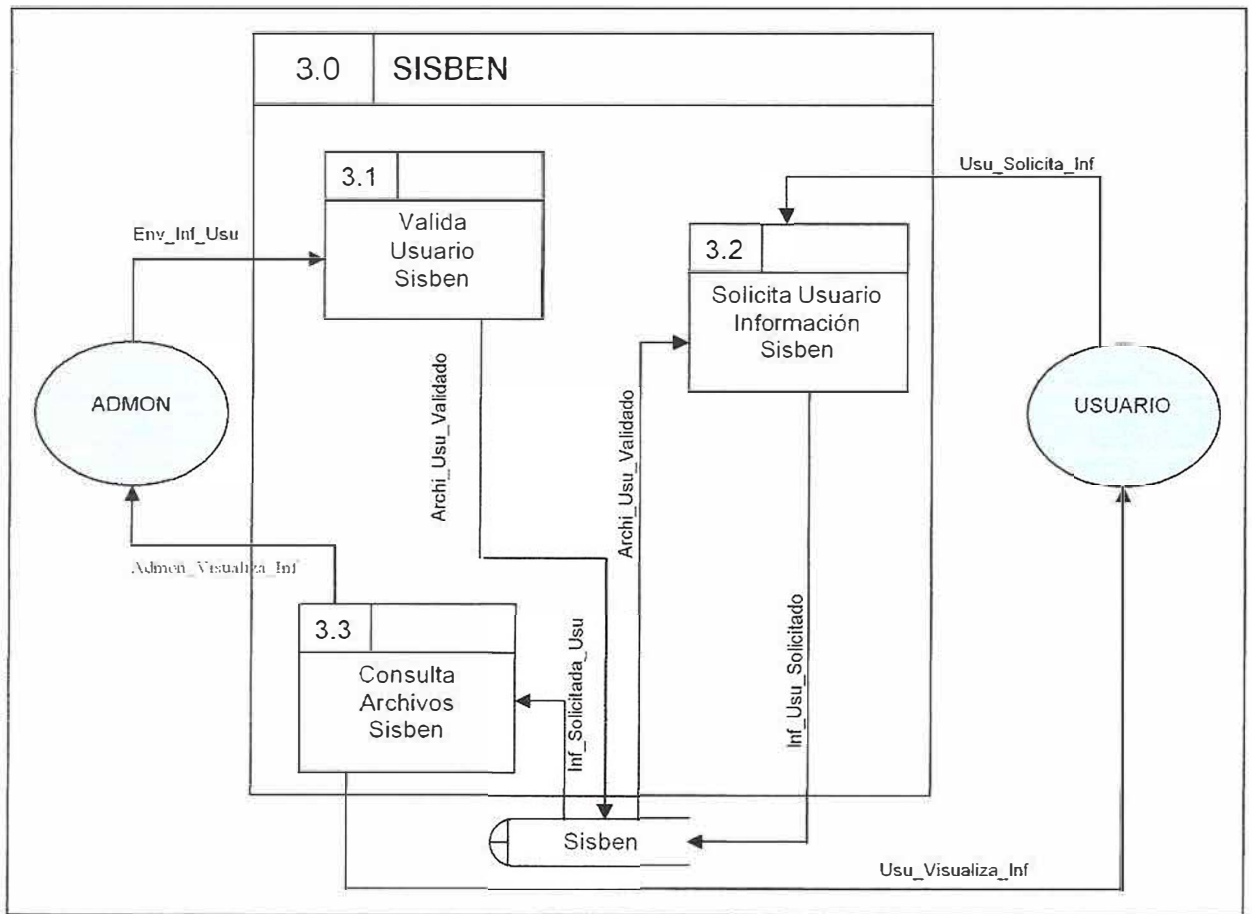 3.0 SISBEN
3.1
Valida
Usuario
Sisben
Usu_Solicita_Inf
Env_Inf_Usu
3.2
Solicita Usuario
Información
Sisben
ADMON
USUARIO
Archi_Usu_Validado
Archi_Usu_Validado
Admon_Visualiza_Inf
3.3
Consulta
Archivos
Sisben
Inf_Solicitada_Usu
Inf_Usu_Solicitado
Sisben
Usu_Visualiza_Inf